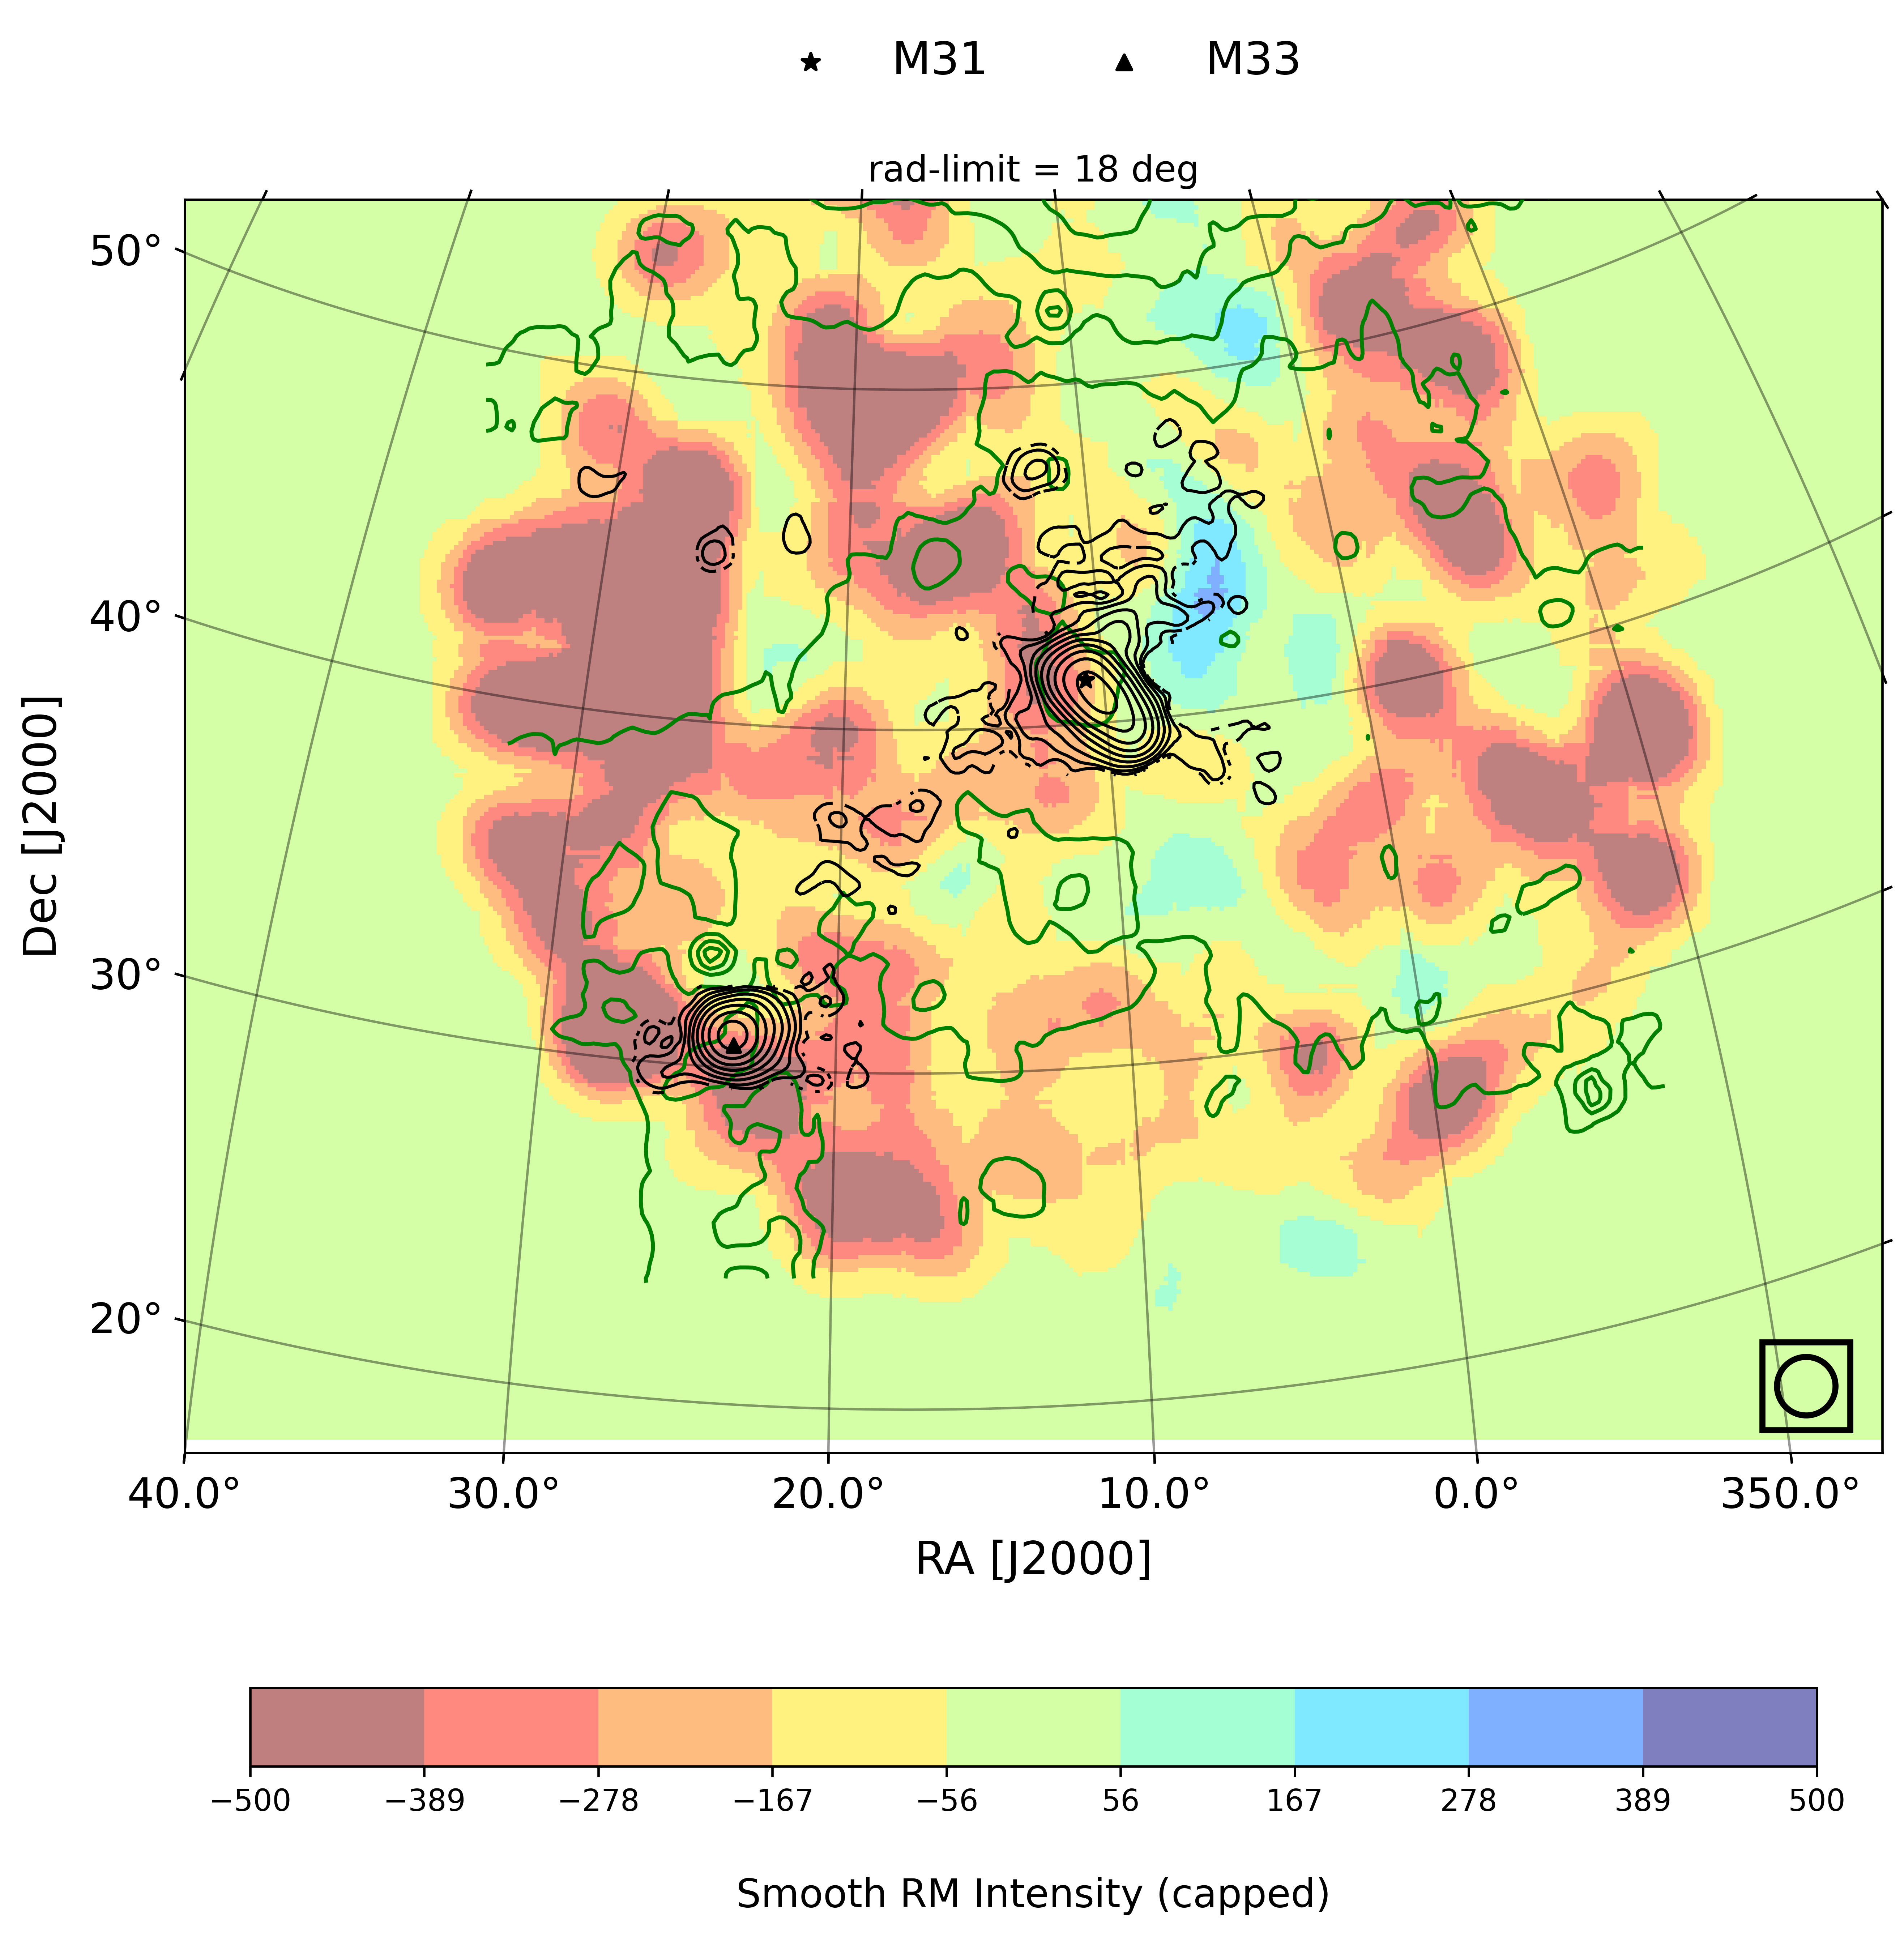 M31 M33
rad-limit = 18 deg
50°
40°
30°
20°
Dec [J2000]
40.0° 30.0° 20.0° 10.0° 0.0° 350.0°
RA [J2000]
−500 −389 −278 −167 −56 56 167 278 389 500
Smooth RM Intensity (capped)